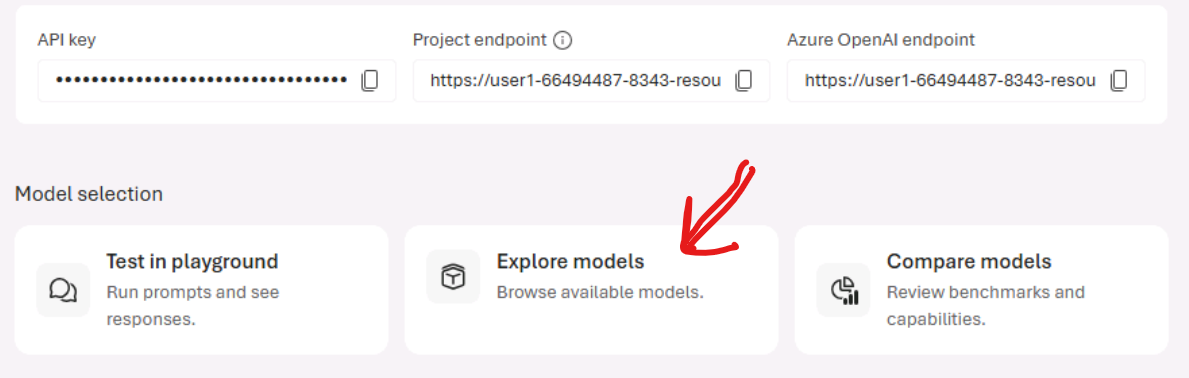 API key
Project endpoint
Azure OpenAI endpoint
••••••••••••••••••••••••••••••••
https://user1-66494487-8343-resou
https://user1-66494487-8343-resou
Model selection
Test in playground
Run prompts and see
responses.
Explore models
Browse available models.
Compare models
Review benchmarks and
capabilities.